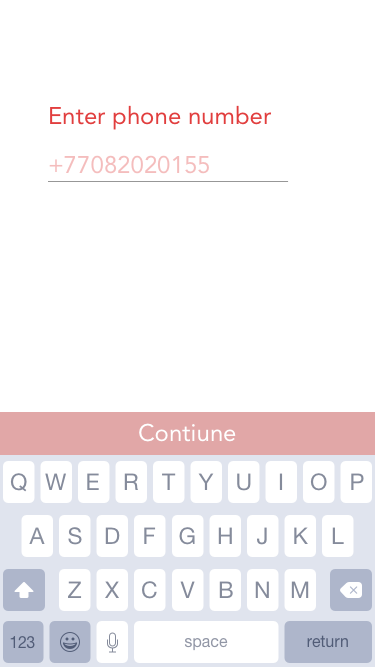 Enter phone number
+77082020155
Contiune
Q W E R T Y U I O P
A S D F G H J K L
Z X C V B N M
123 space return